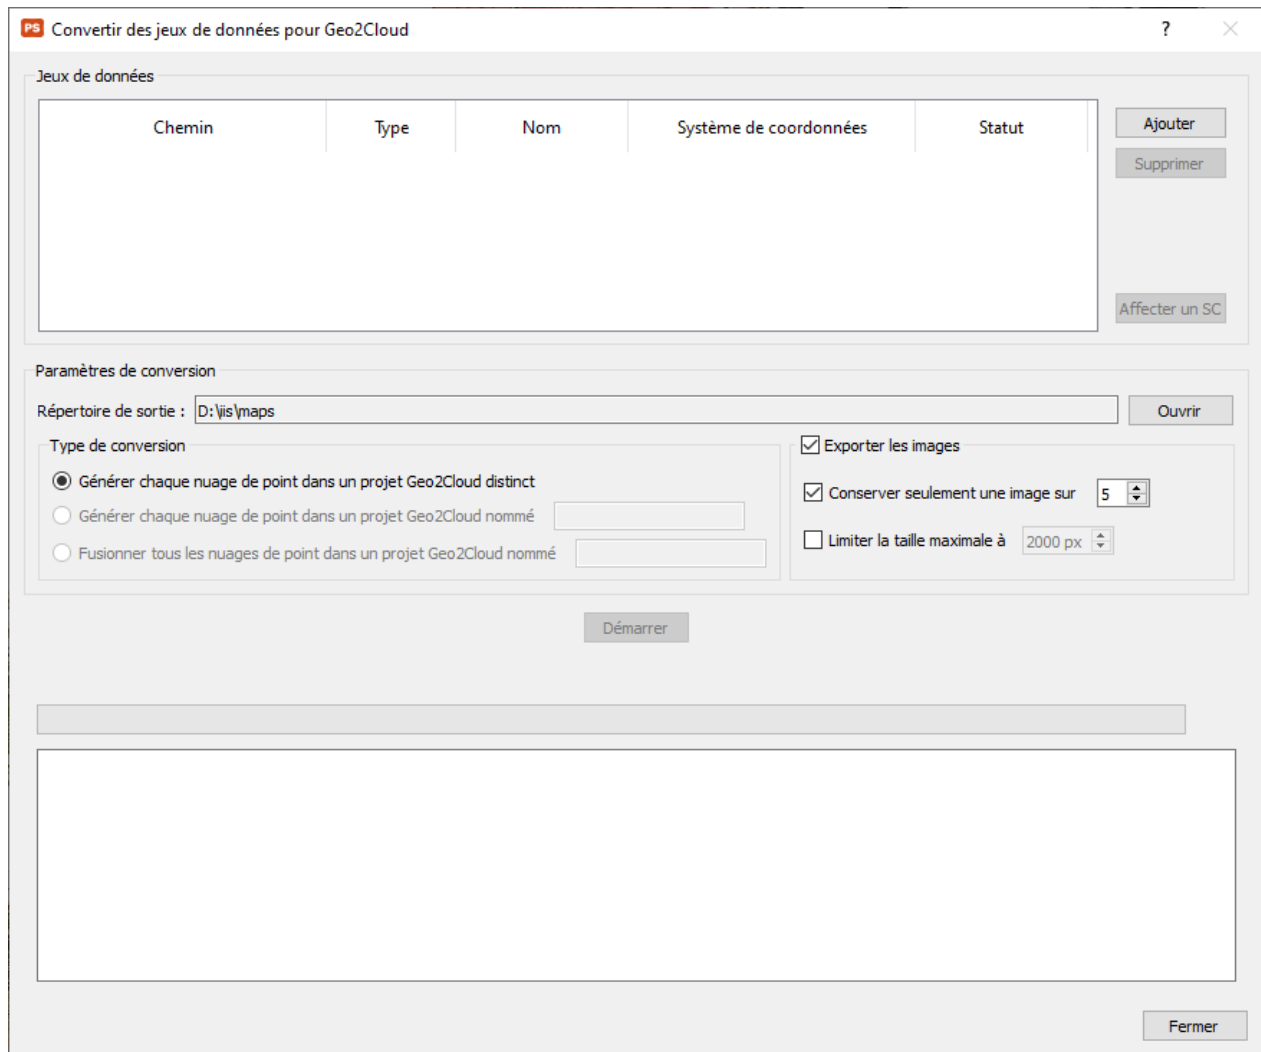 PS Convertir des jeux de données pour Geo2Cloud ?
Jeux de données
Chemin Type Nom Système de coordonnées Statut
Ajouter
Supprimer
Affecter un SC
Paramètres de conversion
Répertoire de sortie : D:\iis\maps Ouvrir
Type de conversion
Générer chaque nuage de point dans un projet Geo2Cloud distinct
Générer chaque nuage de point dans un projet Geo2Cloud nommé
Fusionner tous les nuages de point dans un projet Geo2Cloud nommé
Exporter les images
Conserver seulement une image sur 5
Limiter la taille maximale à 2000 px
Démarrer
Fermer